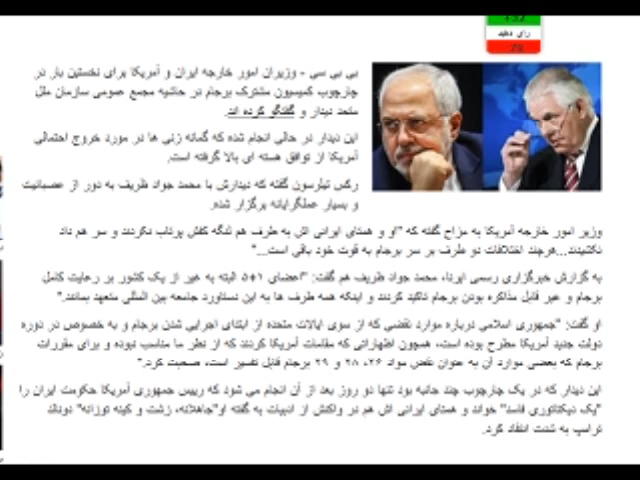 +52
رای دهید
بی بی سی - وزیران امور خارجه ایران و آمریکا برای نخستین بار در
چارچوب کمیسیون مشترک برجام در حاشیه مجمع عمومی سازمان ملل
متحد دیدار و گفتگو کرده اند.
این دیدار در حالی انجام شده که گمانه زنی ها در مورد خروج احتمالی
آمریکا از توافق هسته ای بالا گرفته است.
رکس تیلرسون گفته که دیدارش با محمد جواد ظریف به دور از عصبانیت
و بسیار عملگرایانه برگزار شده.
وزیر امور خارجه آمریکا به مزاح گفته که "او و همتای ایرانی اش به طرف هم لنگه کفش پرتاب نکردند و سر هم داد
نکشیدند...هرچند اختلافات دو طرف بر سر برجام به قوت خود باقی است..."
به گزارش خبرگزاری رسمی ایرنا، محمد جواد ظریف هم گفت: "اعضای 1+5 البته به غیر از یک کشور بر رعایت کامل
برجام و غیر قابل مذاکره بودن برجام تاکید کردند و اینکه همه طرف ها به این دستاورد جامعه بین المللی متعهد بمانند."
او گفت: "جمهوری اسلامی درباره موارد نقضی که از سوی ایالات متحده از ابتدای اجرایی شدن برجام و به خصوص در دوره
دولت جدید آمریکا مطرح بوده است، همچون اظهاراتی که مقامات آمریکا کردند که از نظر ما مناسب نبوده و برای مقررات
برجام که بعضی موارد آن به عنوان نقض مواد ۲۶، ۲۸ و ۲۹ برجام قابل تفسیر است، صحبت کرد."
این دیدار که در یک چارچوب چند جانبه بود تنها دو روز بعد از آن انجام می شود که رییس جمهوری آمریکا حکومت ایران را
"یک دیکتاتوری فاسد" خواند و همتای ایرانی اش هم در واکنش از ادبیات به گفته او"جاهلانه، زشت و کینه توزانه" دونالد
ترامپ به شدت انتقاد کرد.